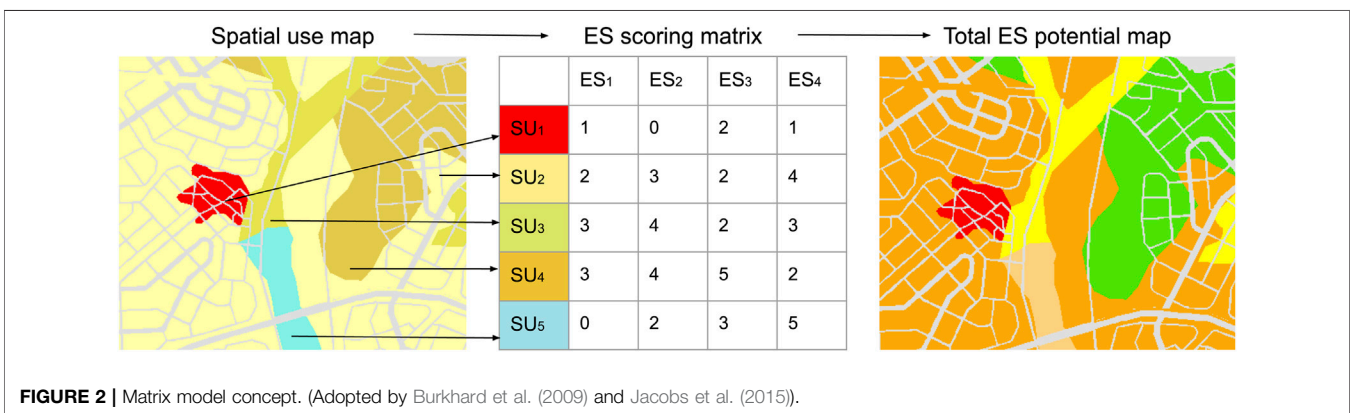 Spatial use map ES scoring matrix Total ES potential map
ES1 ES2 ES3 ES4
SU1 1 0 2 1
SU2 2 3 2 4
SU3 3 4 2 3
SU4 3 4 5 2
SU5 0 2 3 5
FIGURE 2 | Matrix model concept. (Adopted by Burkhard et al. (2009) and Jacobs et al. (2015)).